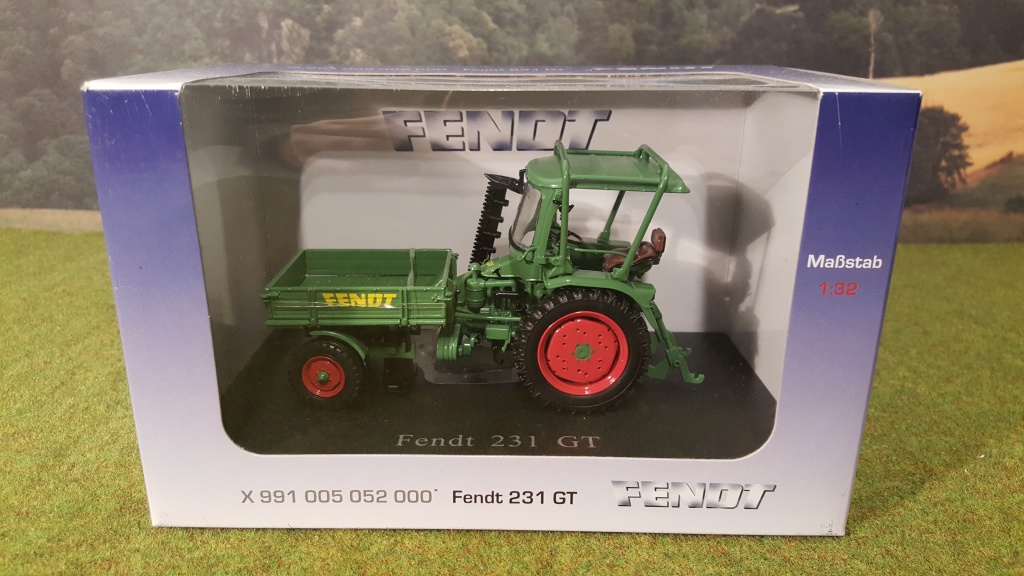 FENDT
FENDT
Maßstab
1:32
Fendt 231 GT
X 991 005 052 000* Fendt 231 GT FENDT